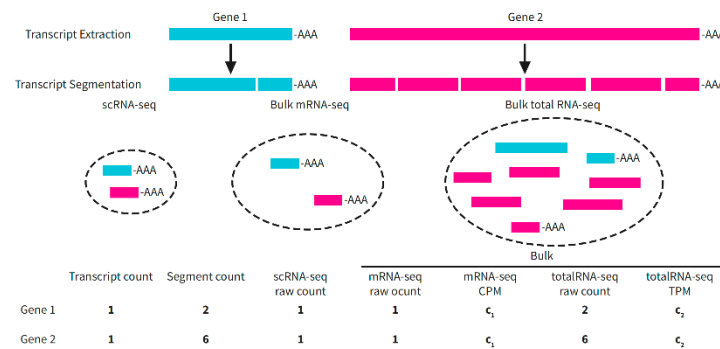 Gene 1 Gene 2
Transcript Extraction -AAA -AAA
Transcript Segmentation -AAA -AAA
scRNA-seq Bulk mRNA-seq Bulk total RNA-seq
-AAA -AAA -AAA
-AAA -AAA
-AAA
Bulk
Transcript count Segment count scRNA-seq raw count mRNA-seq raw ocunt mRNA-seq CPM totalRNA-seq raw count totalRNA-seq TPM
Gene 1 1 2 1 1 c₁ 2 c₂
Gene 2 1 6 1 1 c₁ 6 c₂